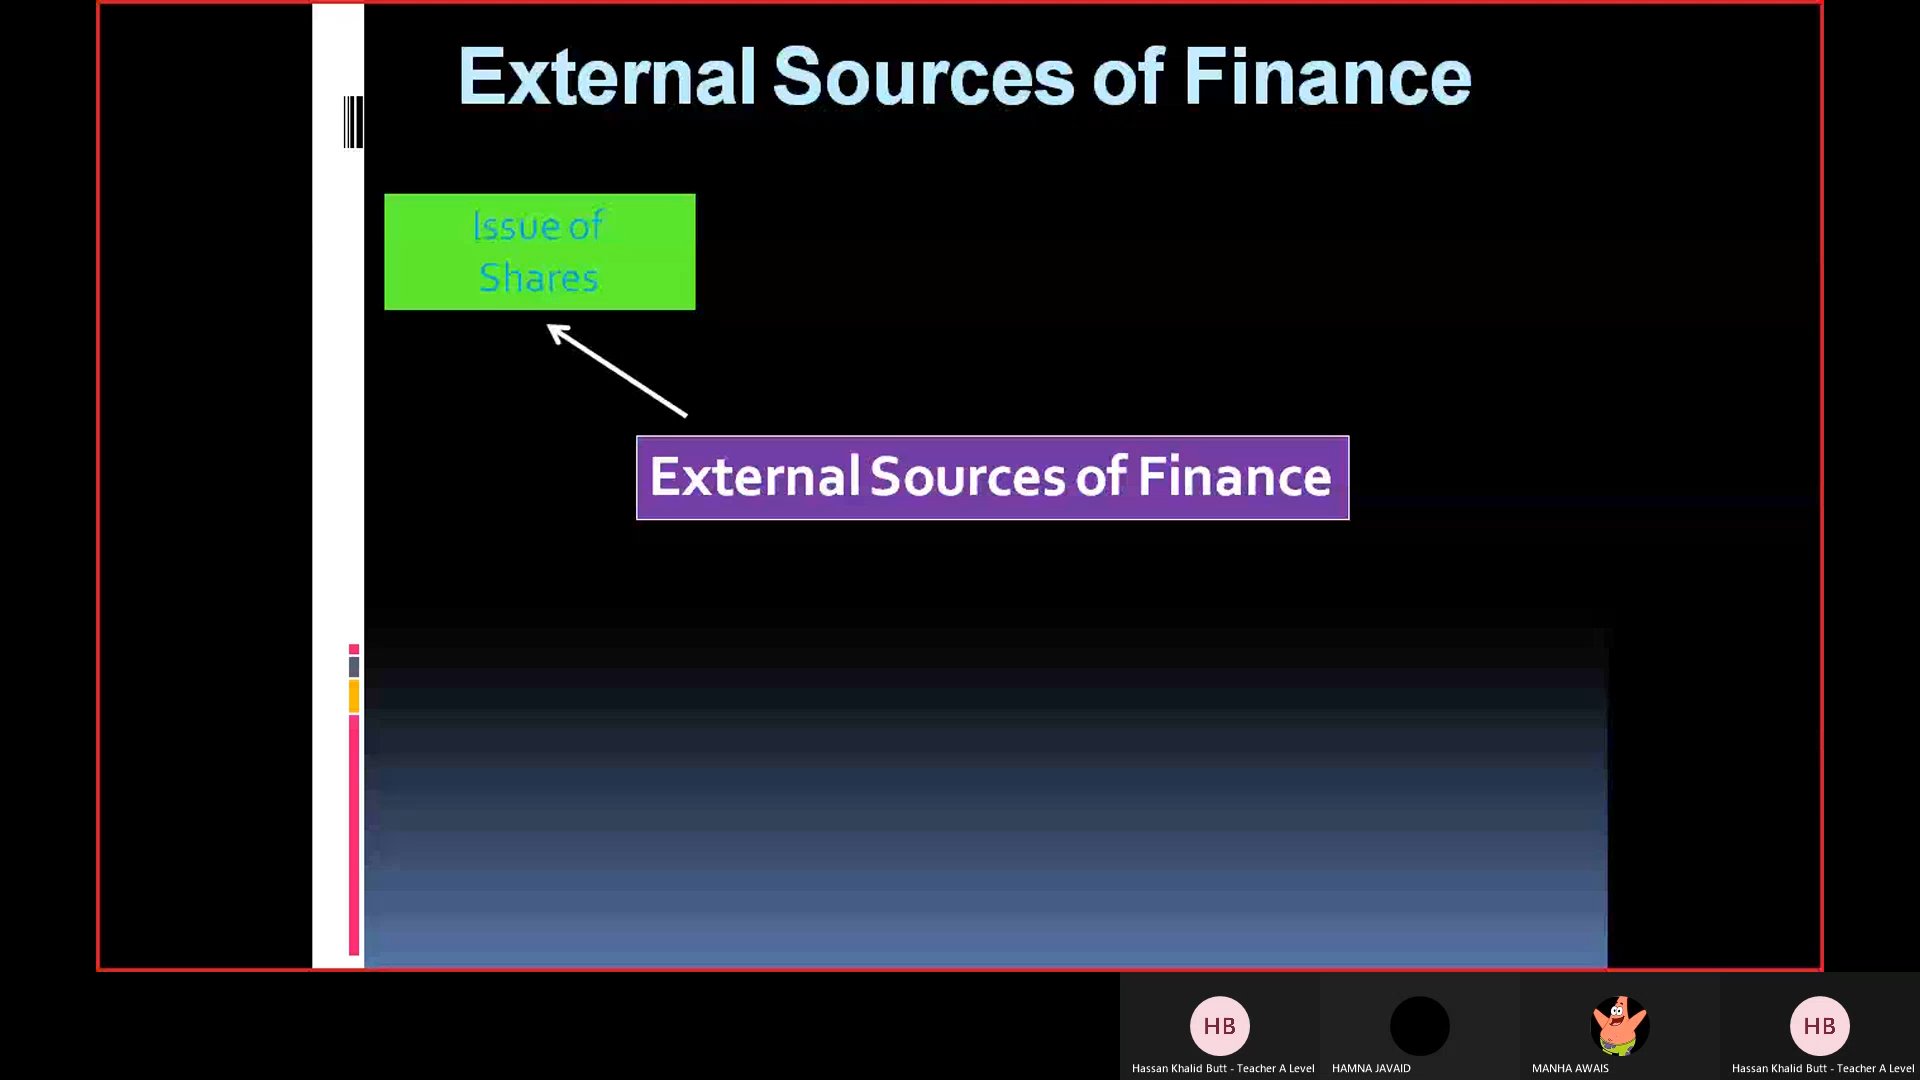 External Sources of Finance
Issue of
Shares
External Sources of Finance
HB
HB
Hassan Khalid Butt - Teacher A Level
HAMNA JAVAID
MANHA AWAIS
Hassan Khalid Butt - Teacher A Level